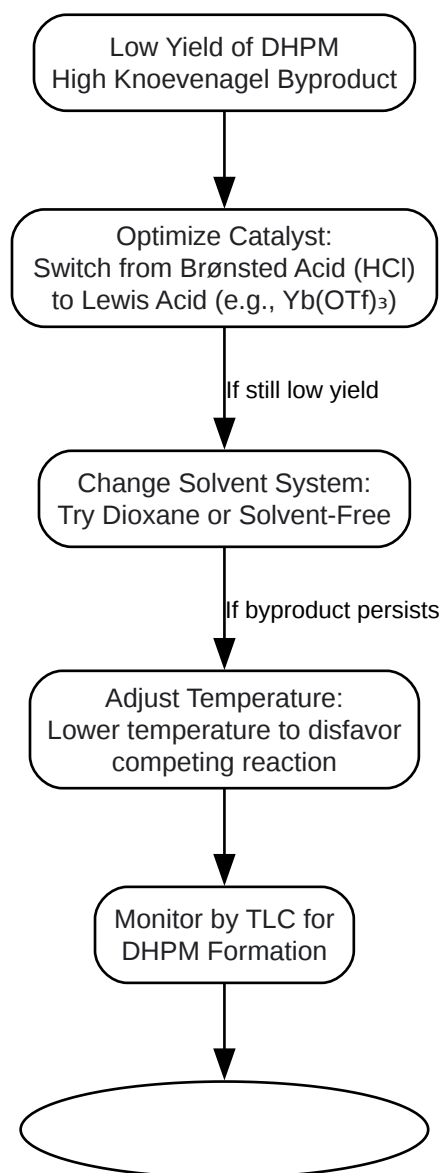 Low Yield of DHPM
High Knoevenagel Byproduct
Optimize Catalyst:
Switch from Brønsted Acid (HCl)
to Lewis Acid (e.g., Yb(OTf)₃)
If still low yield
Change Solvent System:
Try Dioxane or Solvent-Free
If byproduct persists
Adjust Temperature:
Lower temperature to disfavor
competing reaction
Monitor by TLC for
DHPM Formation